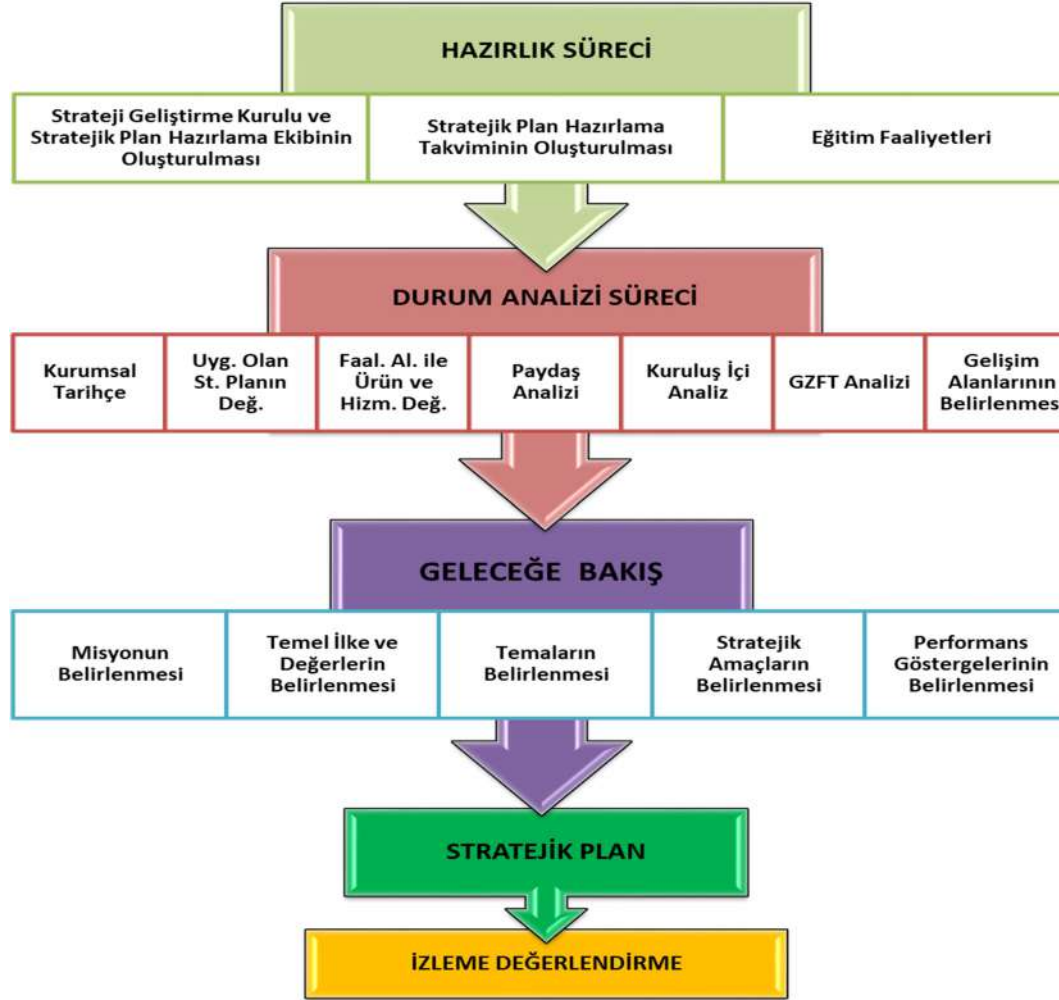 HAZIRLIK SÜRECİ
Strateji Geliştirme Kurulu ve
Stratejik Plan Hazırlama Ekibinin
Oluşturulması
Stratejik Plan Hazırlama
Takviminin Oluşturulması
Eğitim Faaliyetleri
DURUM ANALİZİ SÜRECİ
Kurumsal
Tarihçe
Uyg. Olan
St. Planın
Değ.
Faal. Al. ile
Ürün ve
Hizm. Değ.
Paydaş
Analizi
Kuruluş İçi
Analiz
GZFT Analizi
Gelişim
Alanlarının
Belirlenmes
GELECEĞE BAKIŞ
Misyonun
Belirlenmesi
Temel İlke ve
Değerlerin
Belirlenmesi
Temaların
Belirlenmesi
Stratejik
Amaçların
Belirlenmesi
Performans
Göstergelerinin
Belirlenmesi
STRATEJİK PLAN
İZLEME DEĞERLENDİRME